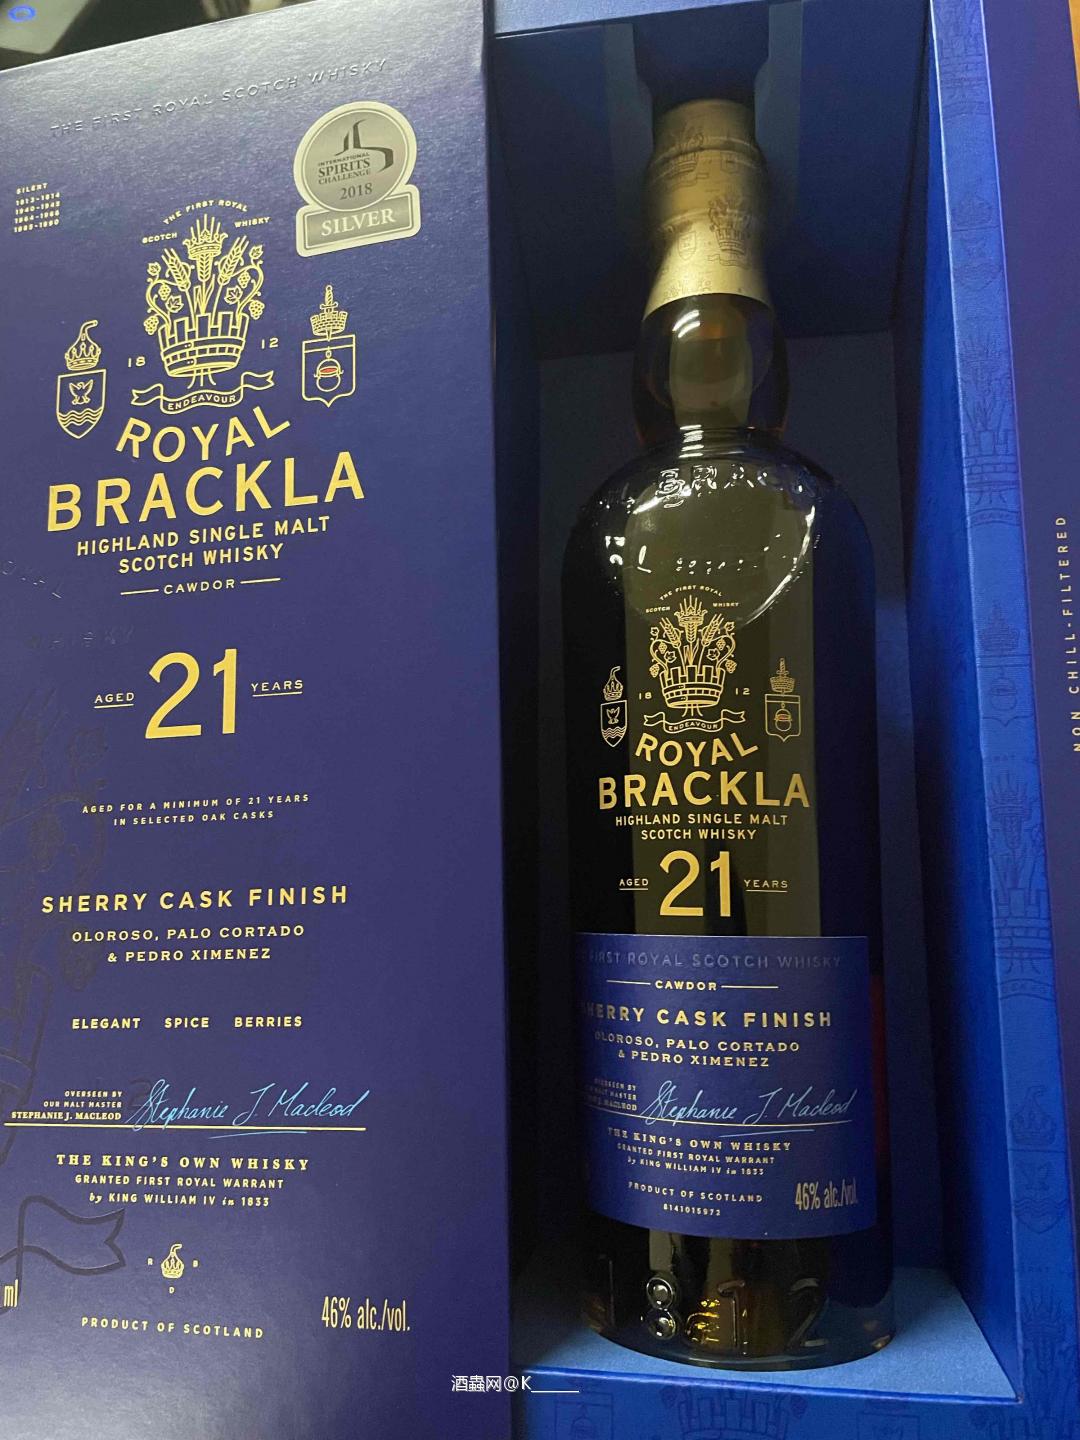 THE FIRST ROYAL SCOTCH WHISKY
INTERNATIONAL
SPIRITS
CHALLENGE
2018
SILVER
SILENT
THE FIRST ROYAL
SCOTCH WHISKY
18 12
ENDEAVOUR
ROYAL
BRACKLA
HIGHLAND SINGLE MALT
SCOTCH WHISKY
CAWDOR
AGED 21 YEARS
AGED FOR A MINIMUM OF 21 YEARS
IN SELECTED OAK CASKS
SHERRY CASK FINISH
OLOROSO, PALO CORTADO
& PEDRO XIMENEZ
ELEGANT SPICE BERRIES
OVERSEEN BY
OUR MALT MASTER
STEPHANIE J. MACLEOD
Stephanie J. Macleod
THE KING'S OWN WHISKY
GRANTED FIRST ROYAL WARRANT
by KING WILLIAM IV in 1833
R B
D
ml
46% alc./vol.
PRODUCT OF SCOTLAND
THE FIRST ROYAL
SCOTCH WHISKY
18 12
ENDEAVOUR
ROYAL
BRACKLA
HIGHLAND SINGLE MALT
SCOTCH WHISKY
AGED 21 YEARS
FIRST ROYAL SCOTCH WHISKY
CAWDOR
SHERRY CASK FINISH
OLOROSO, PALO CORTADO
& PEDRO XIMENEZ
Stephanie J. Macleod
THE KING'S OWN WHISKY
GRANTED FIRST ROYAL WARRANT
by KING WILLIAM IV in 1833
PRODUCT OF SCOTLAND
46% alc./vol.
8141015972
1812
NON CHILL-FILTERED
酒蟲网@K_____